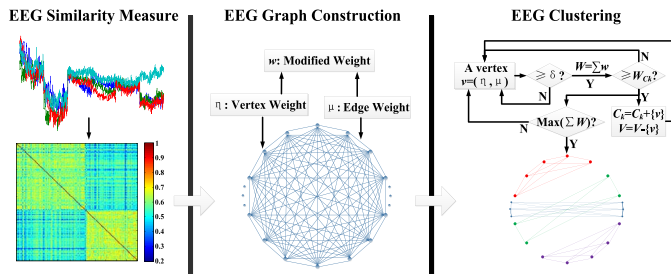 EEG Similarity Measure
EEG Graph Construction
EEG Clustering
1
0.9
0.8
0.7
0.6
0.5
0.4
0.3
0.2
w: Modified Weight
η : Vertex Weight
μ : Edge Weight
A vertex
v=(η , μ)
≥ δ?
N
W=∑w
Y
≥W_Ck?
N
Y
Max(∑ W)?
N
Y
C_k=C_k+{v}
V=V-{v}